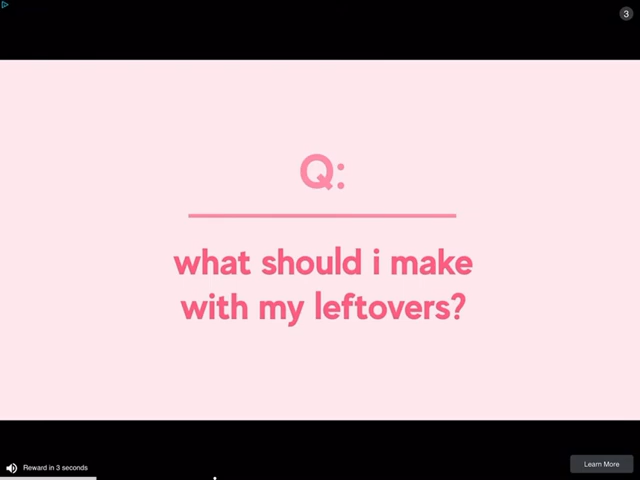 3
Q:
what should i make
with my leftovers?
Reward in 3 seconds
Learn More